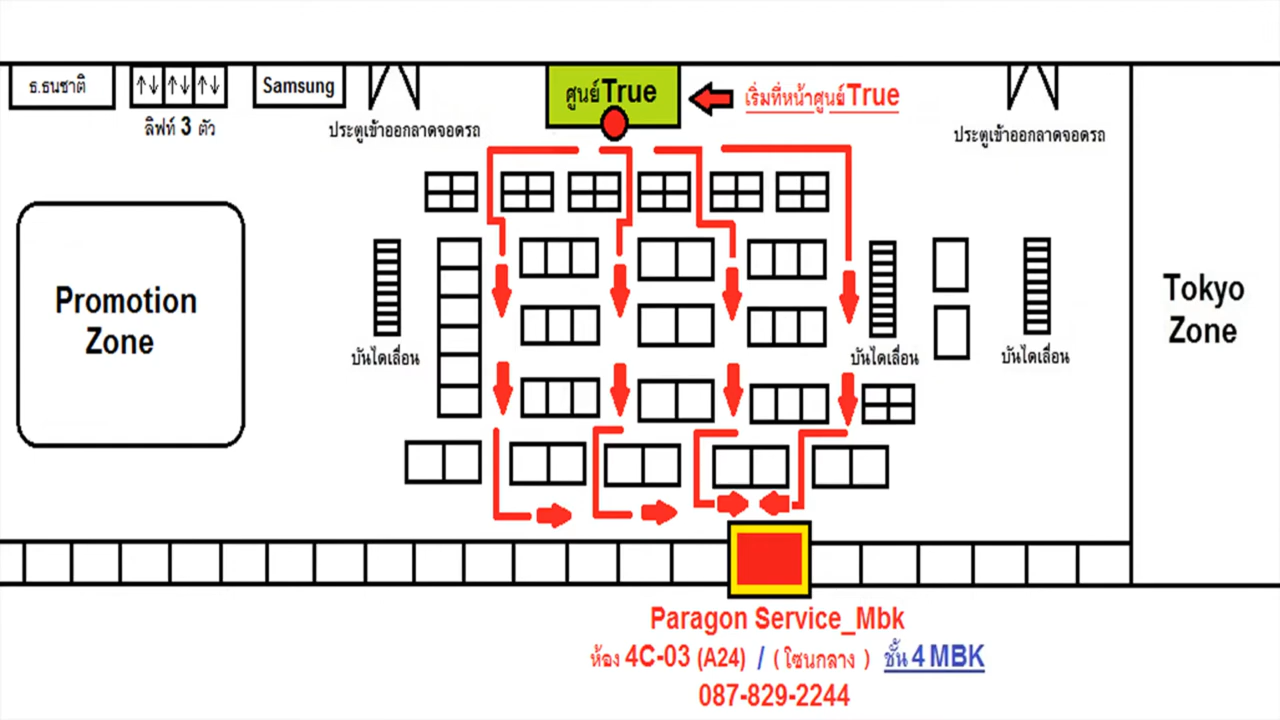 ธ.ธนชาติ
ลิฟท์ 3 ตัว
Samsung
ประตูเข้าออกลาดจอดรถ
ศูนย์True
เริ่มที่หน้าศูนย์True
ประตูเข้าออกลาดจอดรถ
Promotion
Zone
บันไดเลื่อน
บันไดเลื่อน
บันไดเลื่อน
Tokyo
Zone
Paragon Service_Mbk
ห้อง 4C-03 (A24) / ( โซนกลาง ) ชั้น 4 MBK
087-829-2244